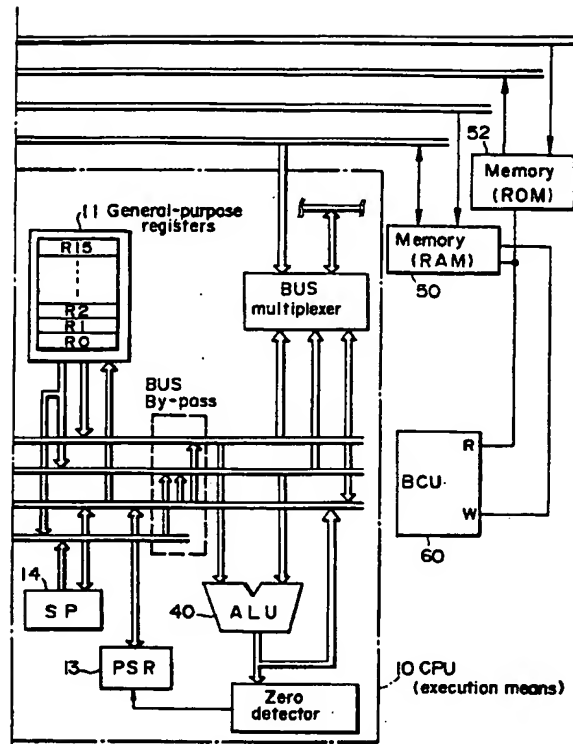 52
Memory
(ROM)
11 General-purpose
registers
R15
R2
R1
R0
Memory
(RAM)
50
BUS
multiplexer
BUS
By-pass
R
BCU
W
60
14
SP
40
ALU
13
PSR
10 CPU
(execution means)
Zero
detector